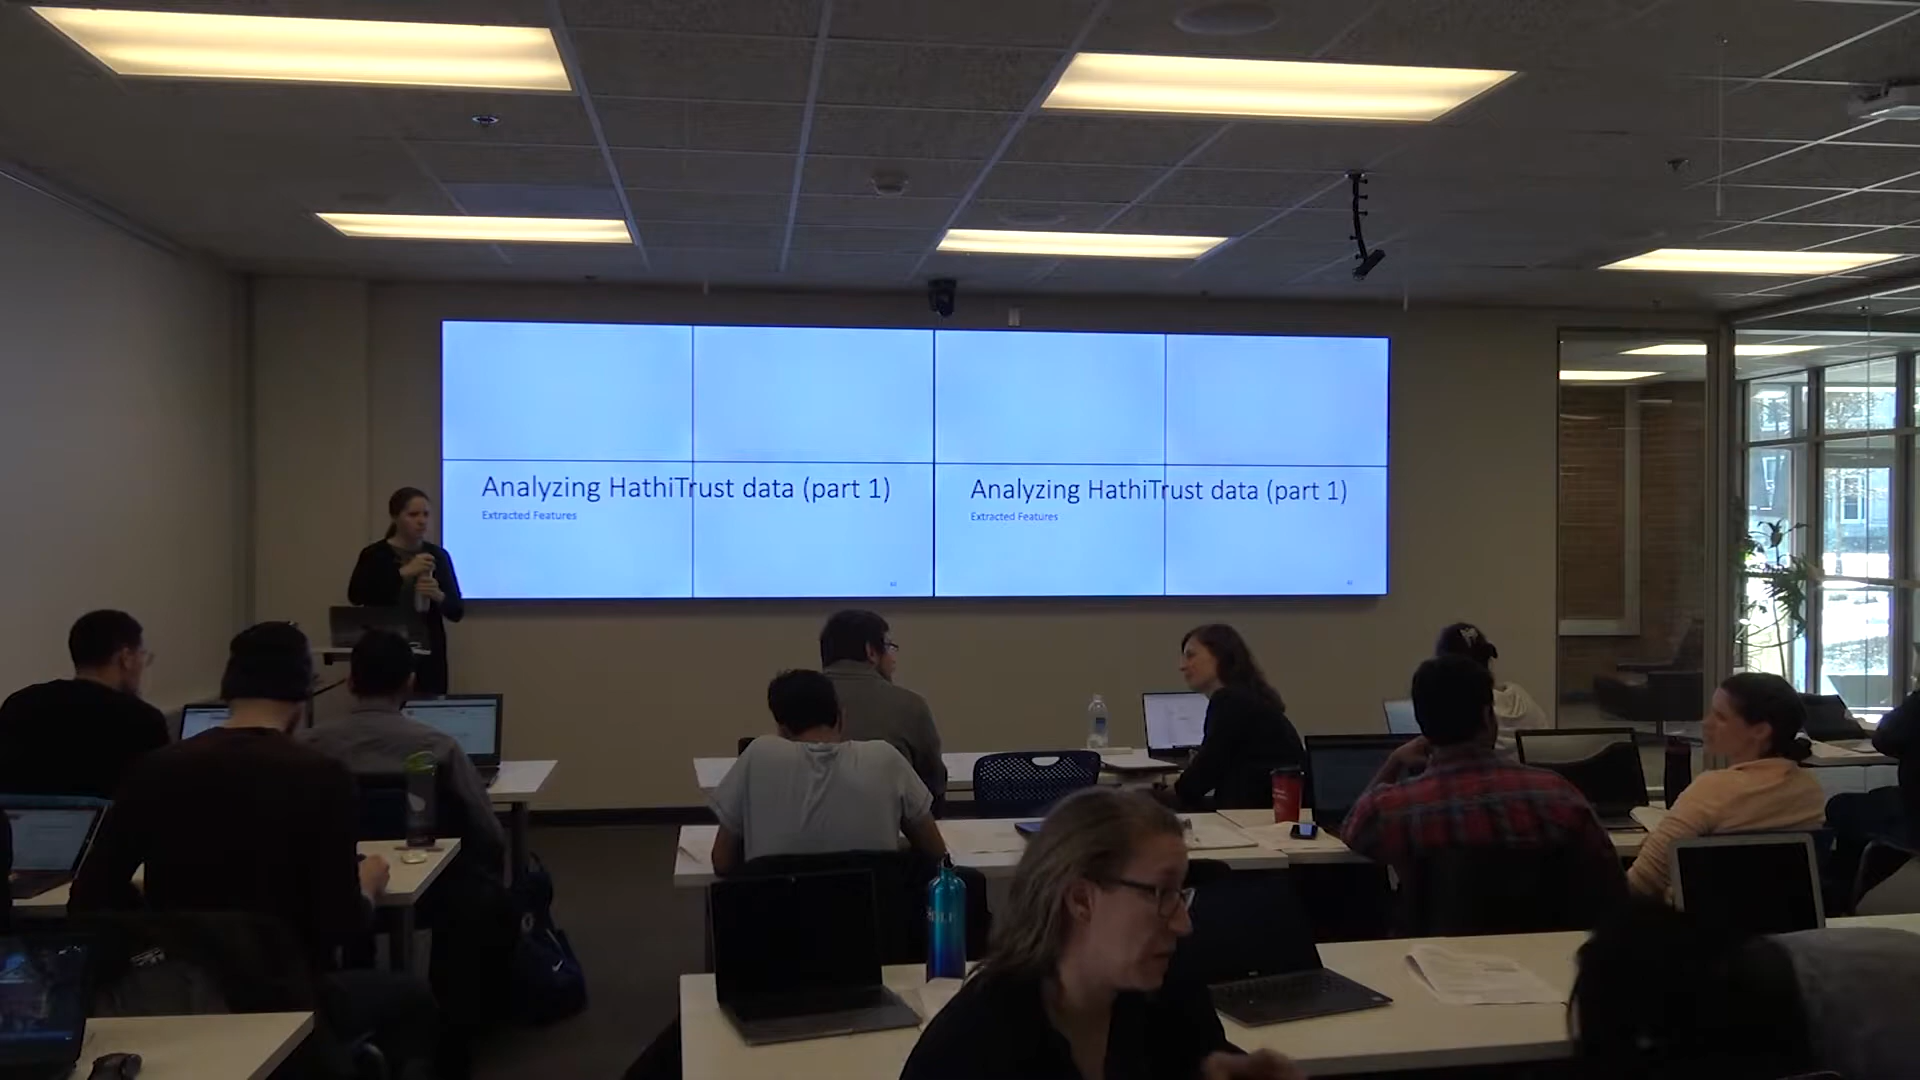 Analyzing HathiTrust data (part 1)
Extracted Features
Analyzing HathiTrust data (part 1)
Extracted Features